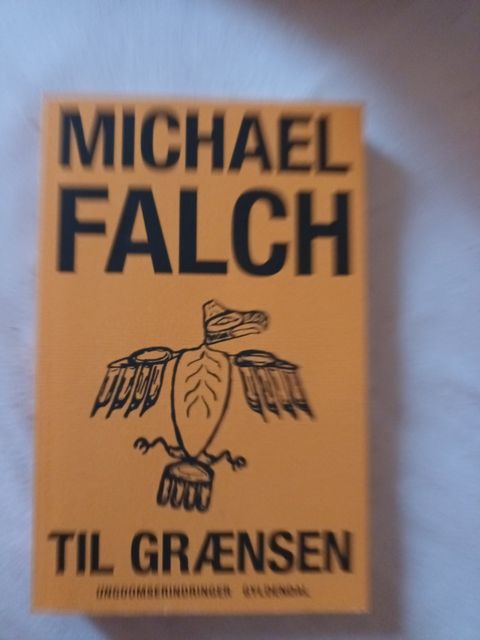 MICHAEL
FALCH
TIL GRÆNSEN
UNGDOMSERINDRINGER GYLDENDAL